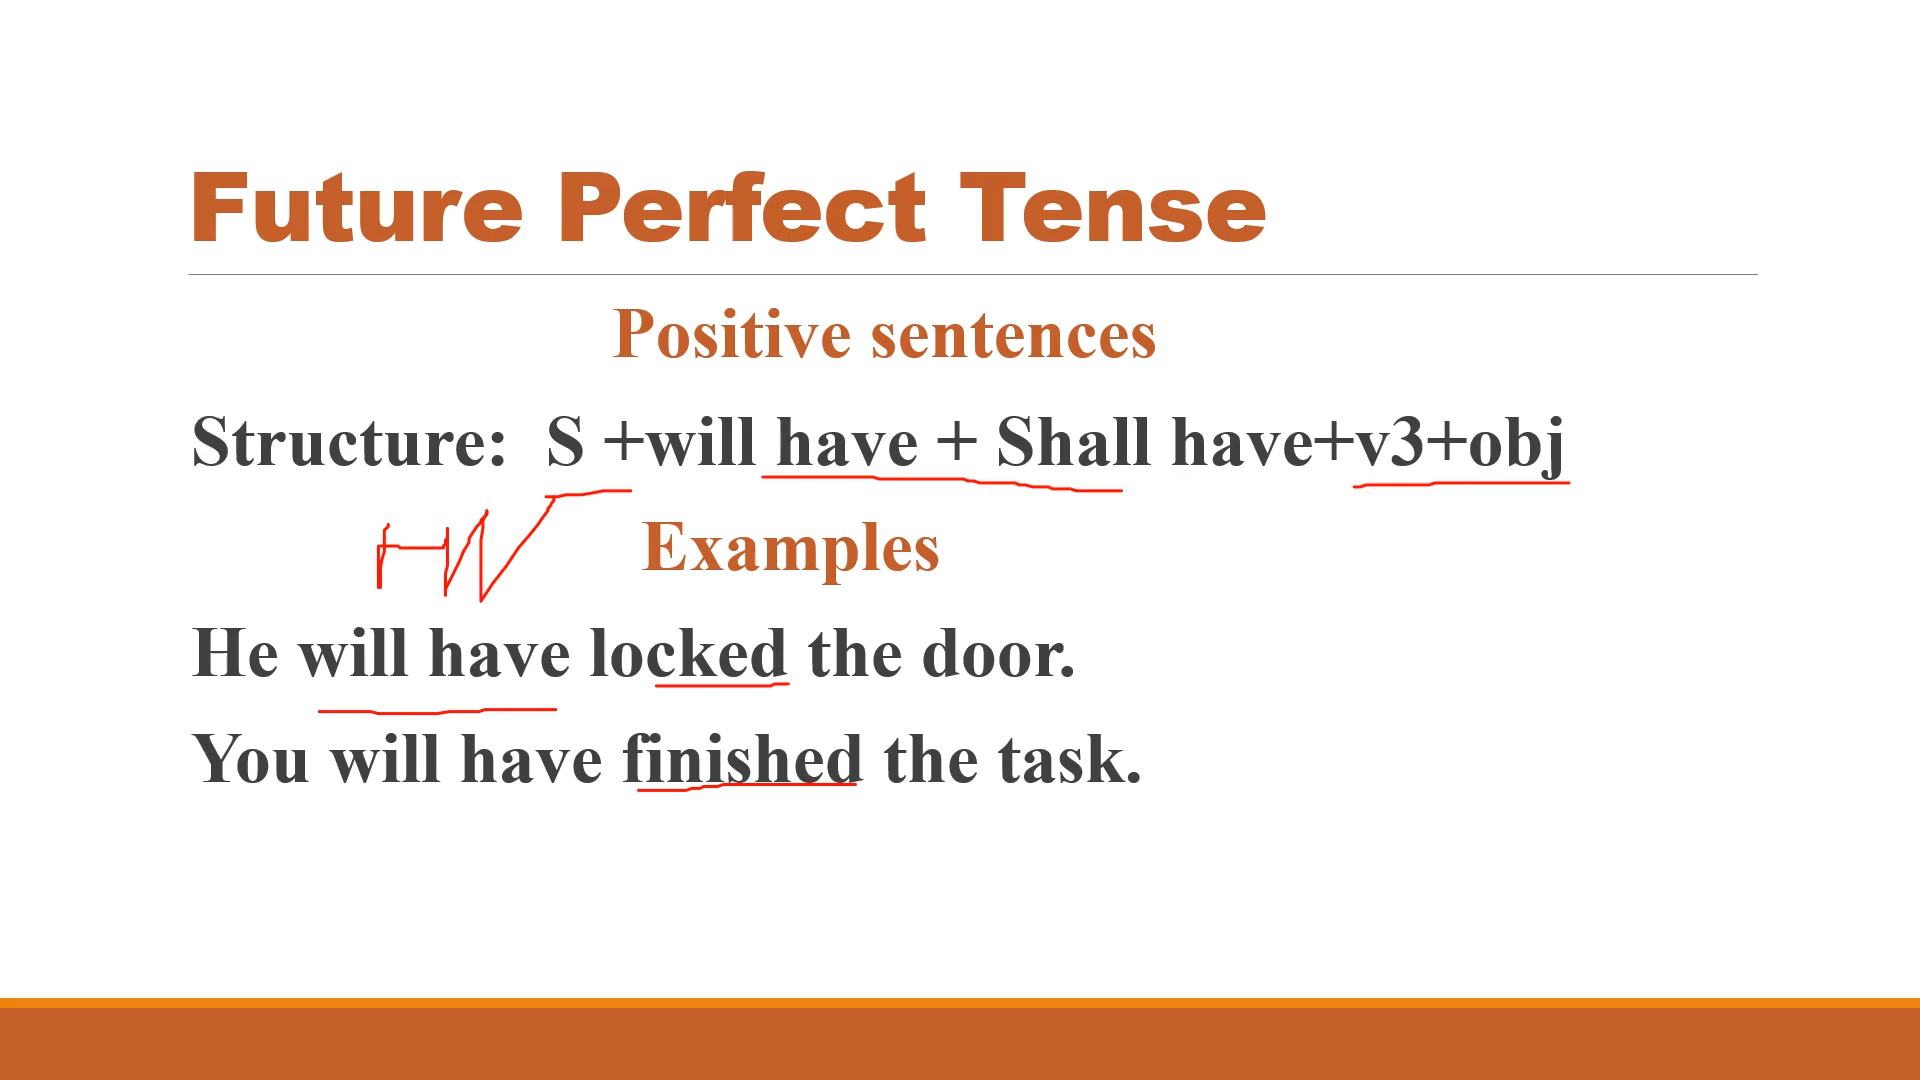 Future Perfect Tense
Positive sentences
Structure: S +will have + Shall have+v3+obj
Examples
He will have locked the door.
You will have finished the task.